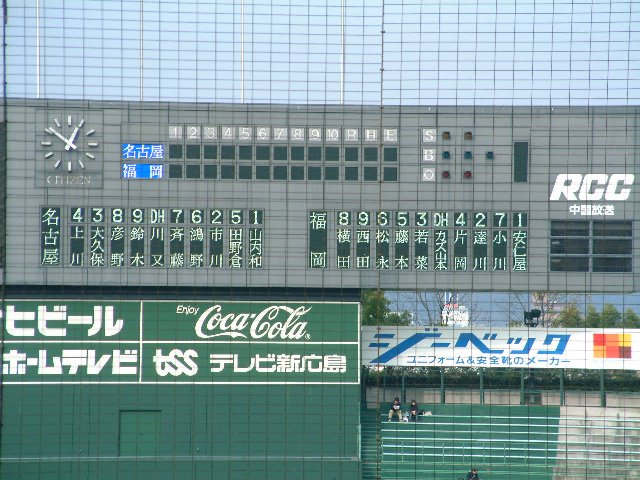 1 2 3 4 5 6 7 8 9 10 R H E
名古屋
福岡
S
B
O
CITIZEN
RCC
中国放送
名古屋 4 3 8 9 DH 7 6 2 5 1
上川 大久保 彦野 鈴木 川又 斉藤 鴻野 市川 田野倉 山内和
福岡 8 9 6 5 3 DH 4 2 7 1
横田 西田 松永 藤本 若菜 カズ山本 片岡 達川 小川 安仁屋
ヒビール
Enjoy Coca-Cola
ホームテレビ
tss テレビ新広島
ジーベック
ユニフォーム&安全靴のメーカー